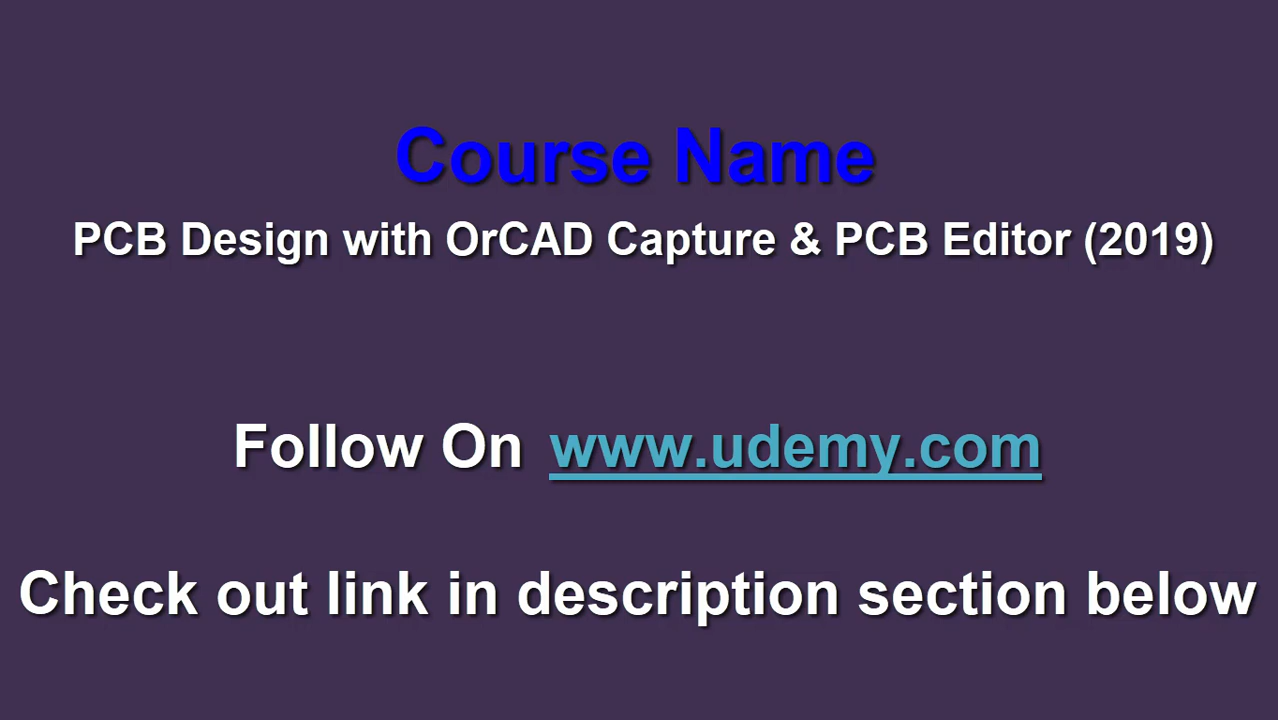 Course Name
PCB Design with OrCAD Capture & PCB Editor (2019)
Follow On www.udemy.com
Check out link in description section below